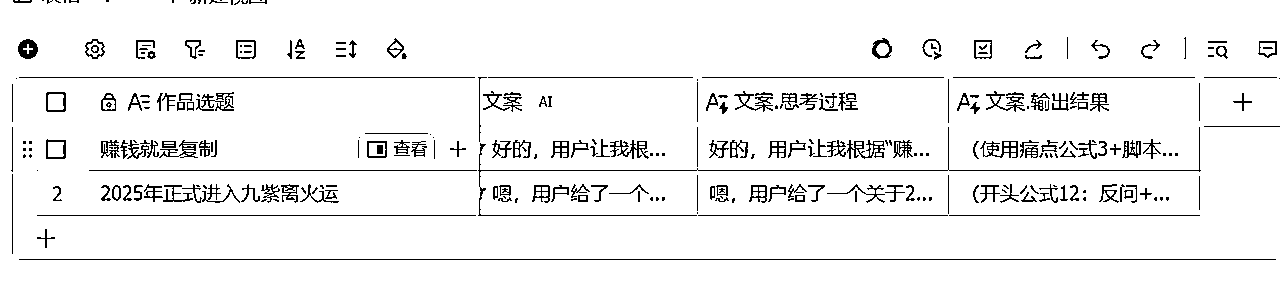 作品选题 文案 AI 文案.思考过程 文案.输出结果
赚钱就是复制 查看 好的，用户让我根... 好的，用户让我根据“赚... （使用痛点公式3+脚本...
2 2025年正式进入九紫离火运 嗯，用户给了一个... 嗯，用户给了一个关于2... （开头公式12：反问+...